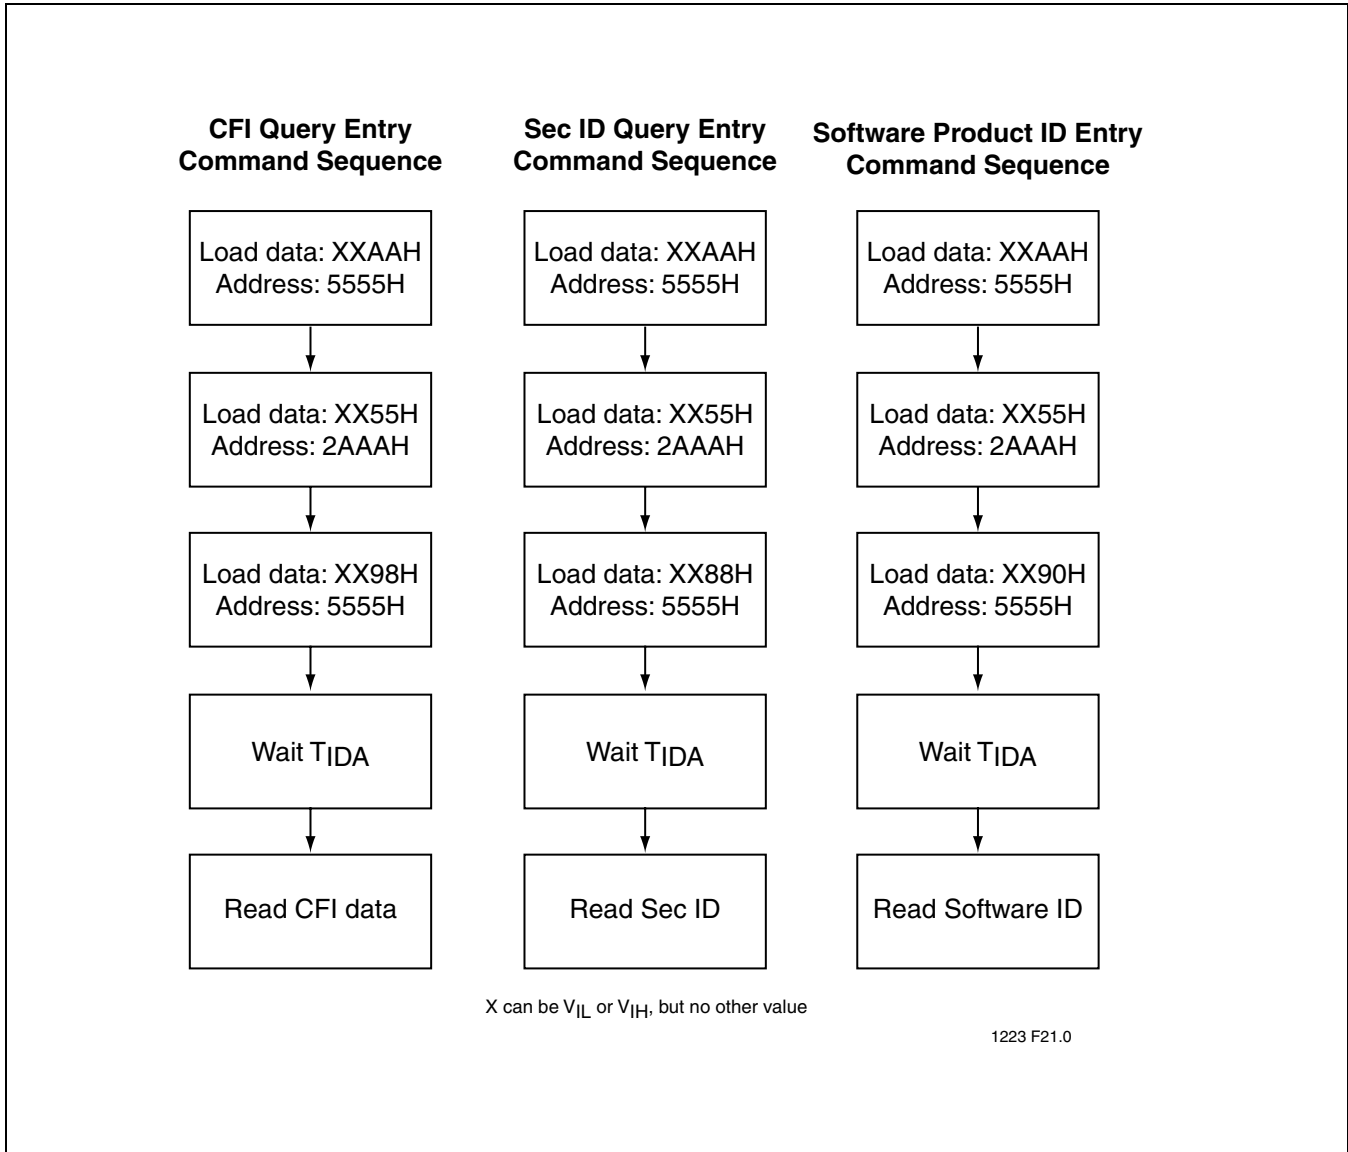 CFI Query Entry
Command Sequence
Load data: XXAAH
Address: 5555H
Load data: XX55H
Address: 2AAAH
Load data: XX98H
Address: 5555H
Wait TIDA
Read CFI data
Sec ID Query Entry
Command Sequence
Load data: XXAAH
Address: 5555H
Load data: XX55H
Address: 2AAAH
Load data: XX88H
Address: 5555H
Wait TIDA
Read Sec ID
Software Product ID Entry
Command Sequence
Load data: XXAAH
Address: 5555H
Load data: XX55H
Address: 2AAAH
Load data: XX90H
Address: 5555H
Wait TIDA
Read Software ID
X can be VIL or VIH, but no other value
1223 F21.0